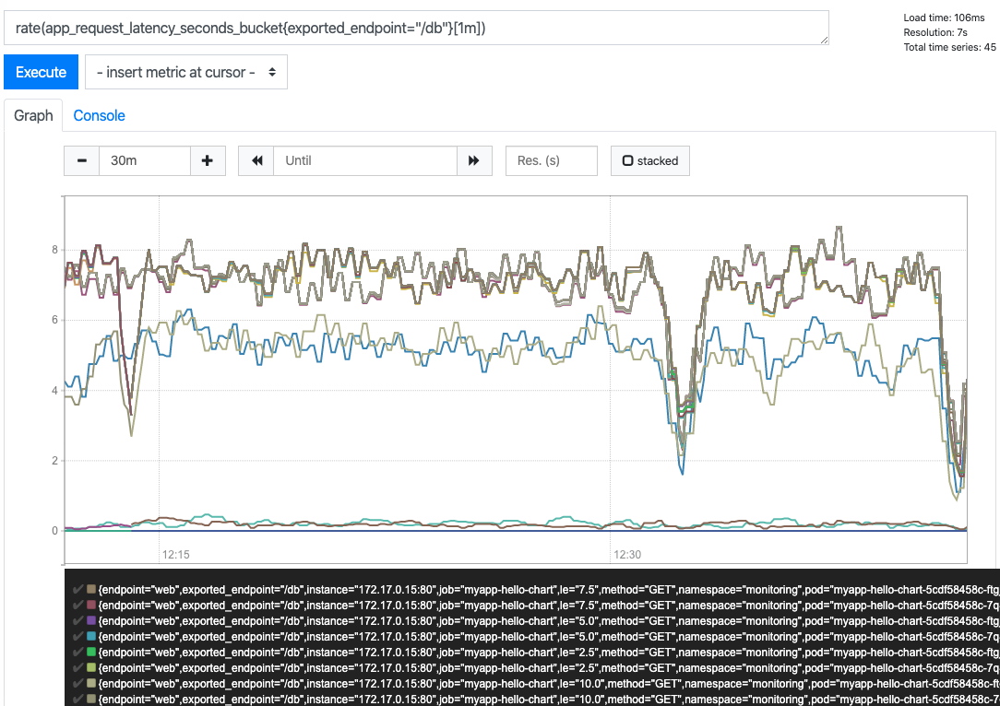 rate(app_request_latency_seconds_bucket{exported_endpoint="/db"}[1m])
Load time: 106ms
Resolution: 7s
Total time series: 45
Execute
- insert metric at cursor -
Graph
Console
30m
Until
Res. (s)
stacked
8
6
4
2
0
12:15
12:30
{endpoint="web",exported_endpoint="/db",instance="172.17.0.15:80",job="myapp-hello-chart",le="7.5",method="GET",namespace="monitoring",pod="myapp-hello-chart-5cdf58458c-ftg
{endpoint="web",exported_endpoint="/db",instance="172.17.0.15:80",job="myapp-hello-chart",le="7.5",method="GET",namespace="monitoring",pod="myapp-hello-chart-5cdf58458c-7q
{endpoint="web",exported_endpoint="/db",instance="172.17.0.15:80",job="myapp-hello-chart",le="5.0",method="GET",namespace="monitoring",pod="myapp-hello-chart-5cdf58458c-ftg
{endpoint="web",exported_endpoint="/db",instance="172.17.0.15:80",job="myapp-hello-chart",le="5.0",method="GET",namespace="monitoring",pod="myapp-hello-chart-5cdf58458c-7q
{endpoint="web",exported_endpoint="/db",instance="172.17.0.15:80",job="myapp-hello-chart",le="2.5",method="GET",namespace="monitoring",pod="myapp-hello-chart-5cdf58458c-ftg
{endpoint="web",exported_endpoint="/db",instance="172.17.0.15:80",job="myapp-hello-chart",le="2.5",method="GET",namespace="monitoring",pod="myapp-hello-chart-5cdf58458c-7q
{endpoint="web",exported_endpoint="/db",instance="172.17.0.15:80",job="myapp-hello-chart",le="10.0",method="GET",namespace="monitoring",pod="myapp-hello-chart-5cdf58458c-ft
{endpoint="web",exported_endpoint="/db",instance="172.17.0.15:80",job="myapp-hello-chart",le="10.0",method="GET",namespace="monitoring",pod="myapp-hello-chart-5cdf58458c-7